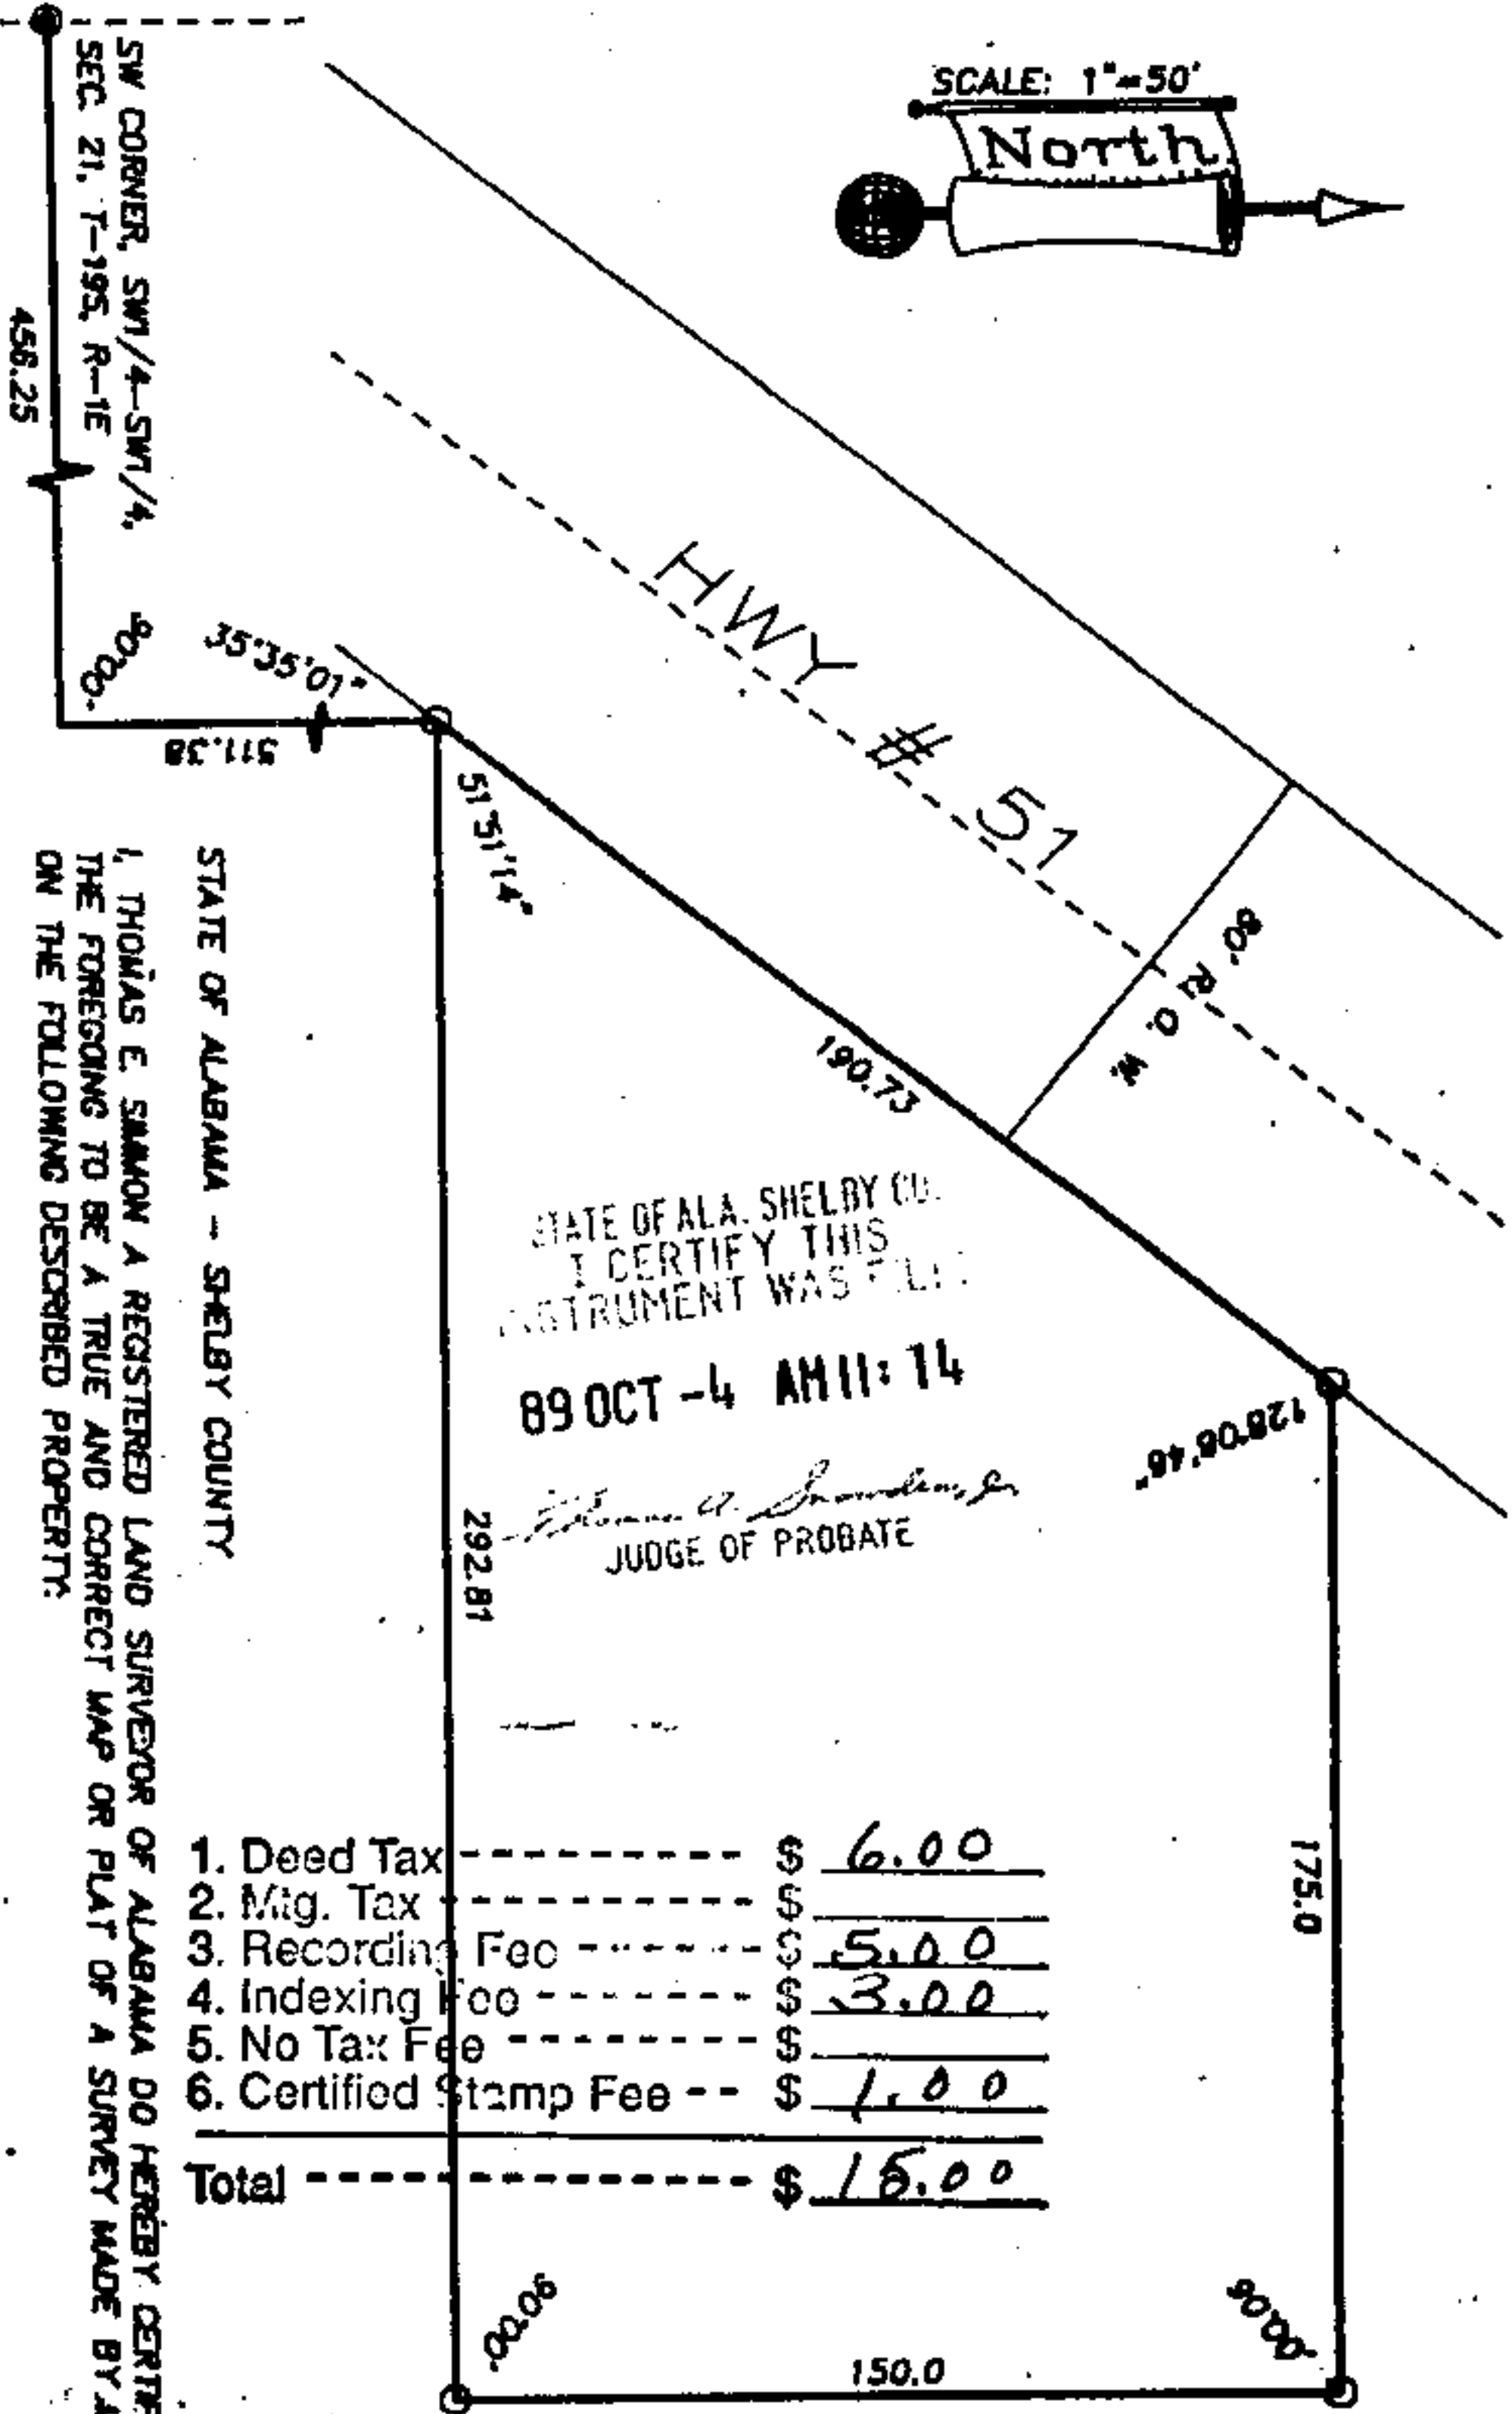 SCALE: 1"=50'
North
SW CORNER, SW1/4-SW1/4,
SEC. 21, T-19S, R-1E
456.25
90°00'
35°35'01"
511.38
51°51'14"
HWY # 51
80' R. O. W.
190.73
128°08'46"
175.0
292.81
90°00'
90°00'
150.0
STATE OF ALA. SHELBY CO.
I CERTIFY THIS
INSTRUMENT WAS
89 OCT -4 AM 11: 14
JUDGE OF PROBATE
1. Deed Tax --------- $ 6.00
2. Mtg. Tax ---------- $
3. Recording Fee ------- $ 5.00
4. Indexing Fee ------- $ 3.00
5. No Tax Fee -------- $
6. Certified Stamp Fee -- $ 1.00
Total -------------- $ 15.00
STATE OF ALABAMA - SHELBY COUNTY
I, THOMAS E. SIMMON A REGISTERED LAND SURVEYOR OF ALABAMA DO HEREBY CERTIF
THE FOREGOING TO BE A TRUE AND CORRECT MAP OR PLAT OF A SURVEY MADE BY
ON THE FOLLOWING DESCRIBED PROPERTY: